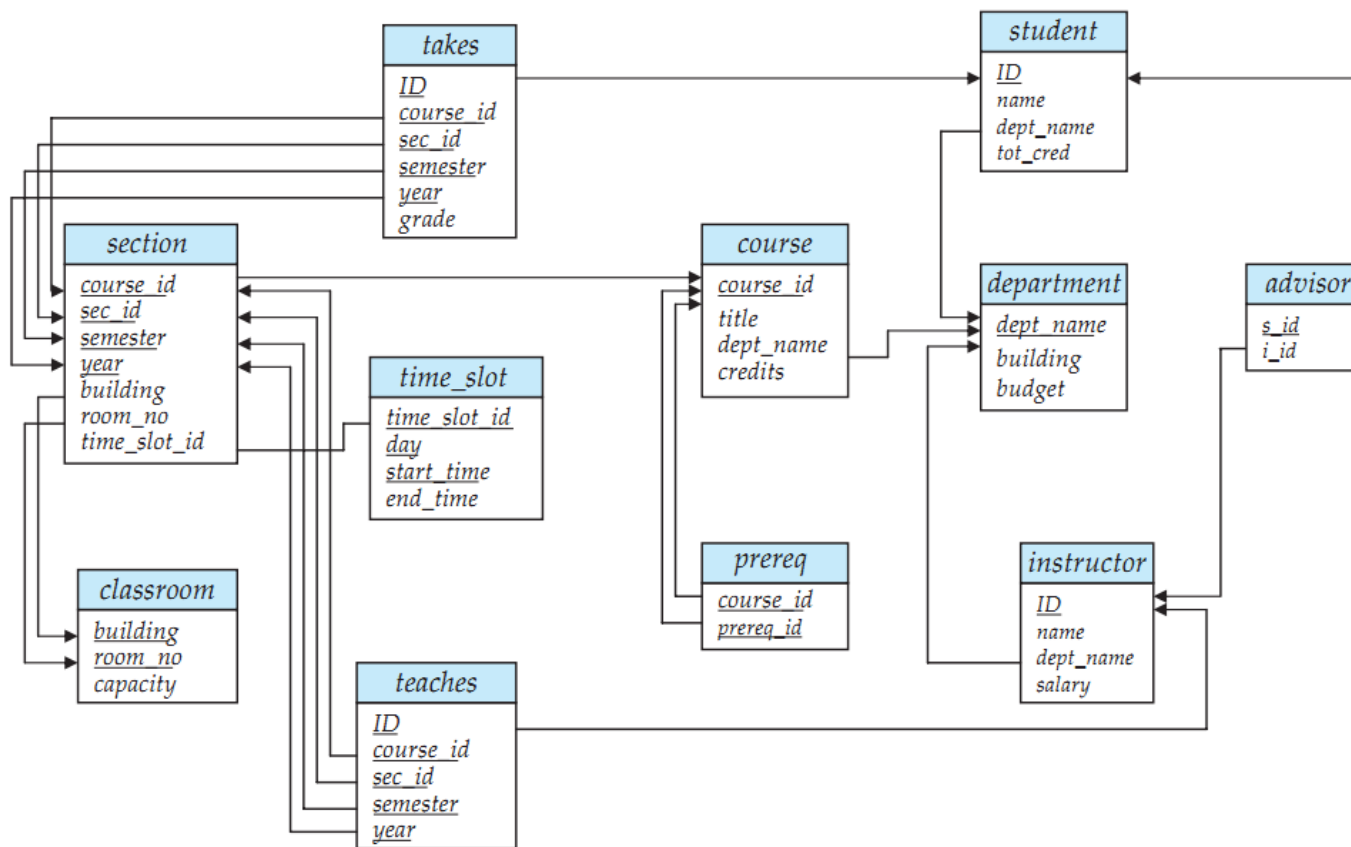 takes
ID
course_id
sec_id
semester
year
grade
student
ID
name
dept_name
tot_cred
section
course_id
sec_id
semester
year
building
room_no
time_slot_id
course
course_id
title
dept_name
credits
department
dept_name
building
budget
advisor
s_id
i_id
time_slot
time_slot_id
day
start_time
end_time
classroom
building
room_no
capacity
prereq
course_id
prereq_id
instructor
ID
name
dept_name
salary
teaches
ID
course_id
sec_id
semester
year